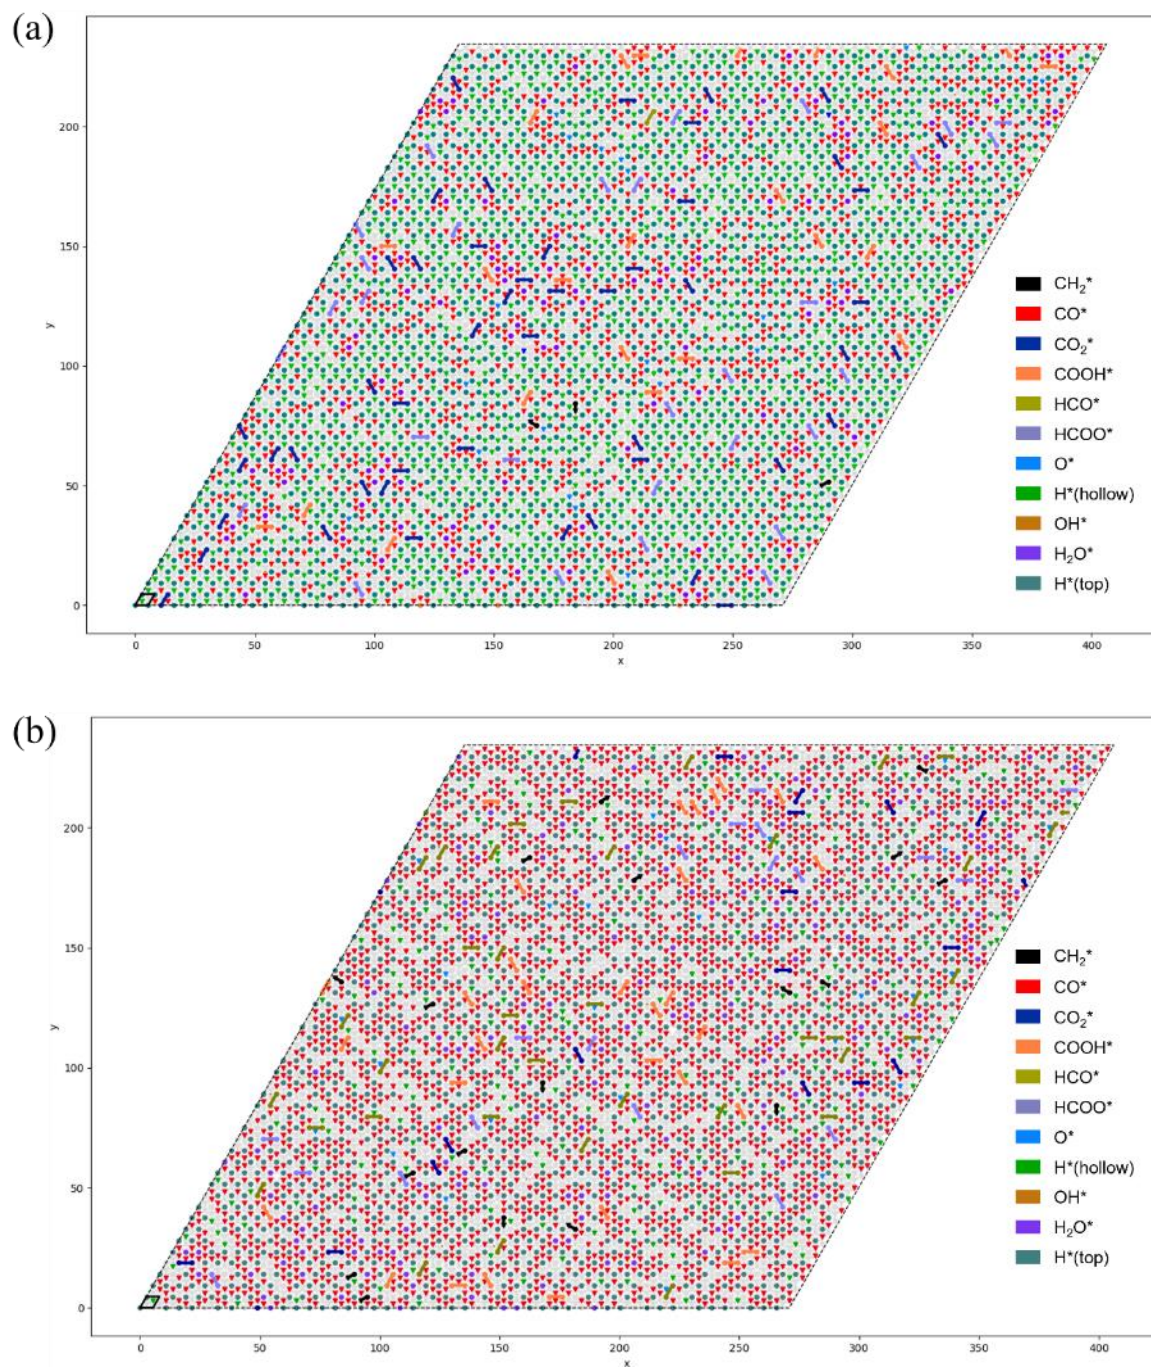 (a)
200
150
100
50
0
y
0 50 100 150 200 250 300 350 400
x
CH₂*
CO*
CO₂*
COOH*
HCO*
HCOO*
O*
H*(hollow)
OH*
H₂O*
H*(top)
(b)
200
150
100
50
0
y
0 50 100 150 200 250 300 350 400
x
CH₂*
CO*
CO₂*
COOH*
HCO*
HCOO*
O*
H*(hollow)
OH*
H₂O*
H*(top)